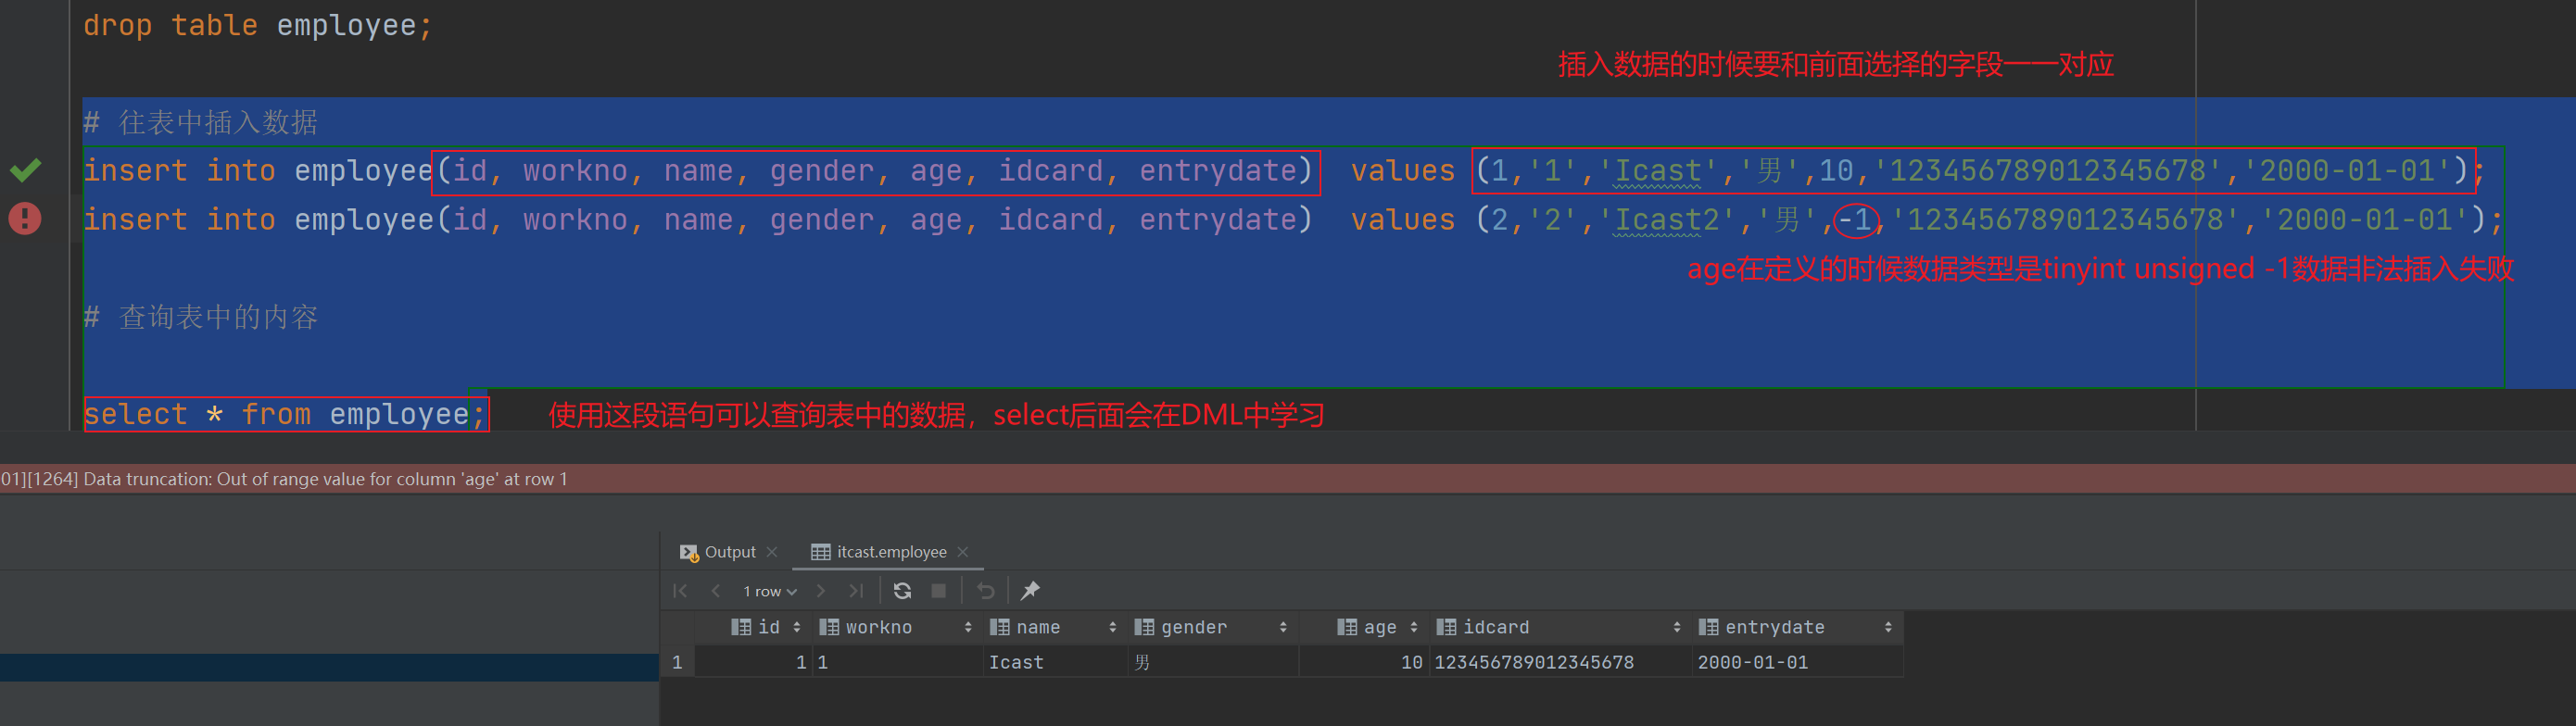 drop table employee;
插入数据的时候要和前面选择的字段一一对应
# 往表中插入数据
insert into employee(id, workno, name, gender, age, idcard, entrydate) values (1,'1','Icast','男',10,'123456789012345678','2000-01-01');
insert into employee(id, workno, name, gender, age, idcard, entrydate) values (2,'2','Icast2','男',-1,'123456789012345678','2000-01-01');
age在定义的时候数据类型是tinyint unsigned -1数据非法插入失败
# 查询表中的内容
select * from employee; 使用这段语句可以查询表中的数据，select后面会在DML中学习
01][1264] Data truncation: Out of range value for column 'age' at row 1
Output itcast.employee
1 row
id workno name gender age idcard entrydate
1 1 1 Icast 男 10 123456789012345678 2000-01-01